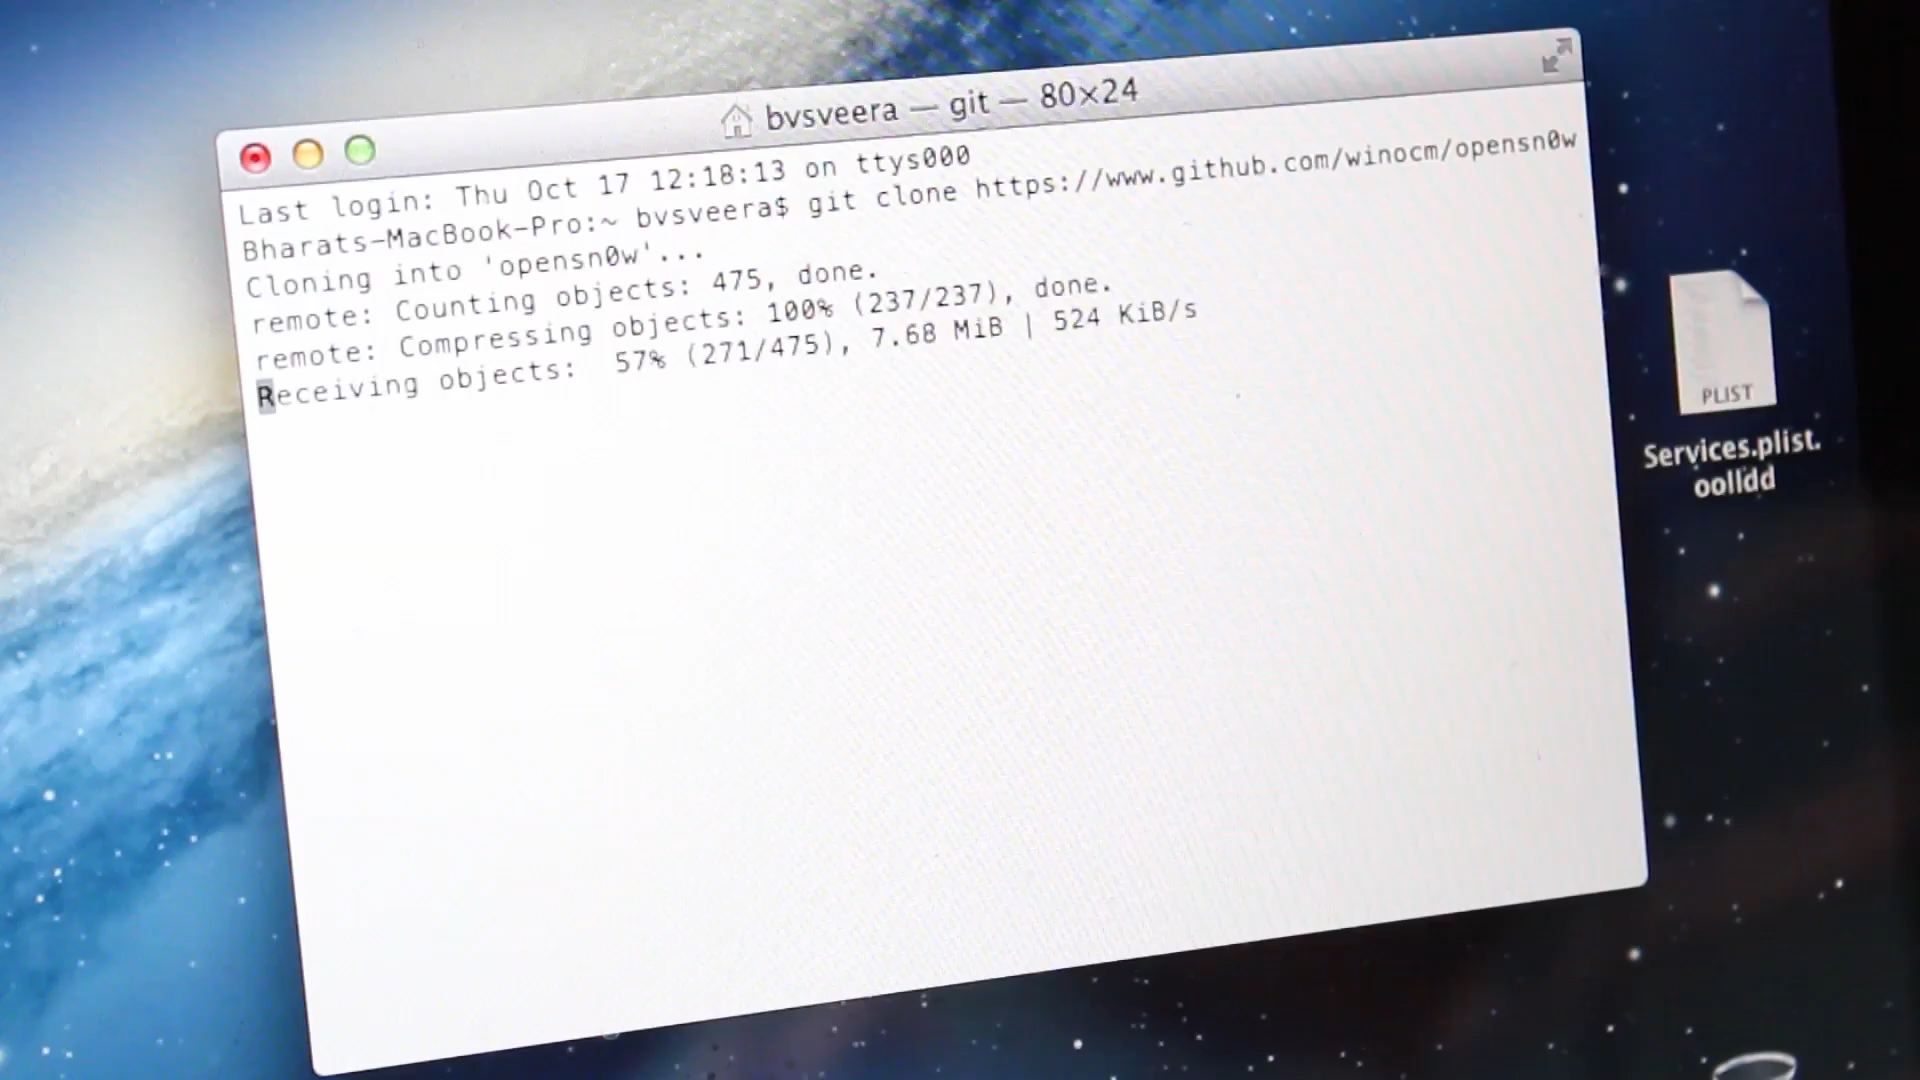 bvsveera — git — 80×24
Last login: Thu Oct 17 12:18:13 on ttys000
Bharats-MacBook-Pro:~ bvsveera$ git clone https://www.github.com/winocm/opensn0w
Cloning into 'opensn0w'...
remote: Counting objects: 475, done.
remote: Compressing objects: 100% (237/237), done.
Receiving objects:  57% (271/475), 7.68 MiB | 524 KiB/s
PLIST
Services.plist.
oolldd